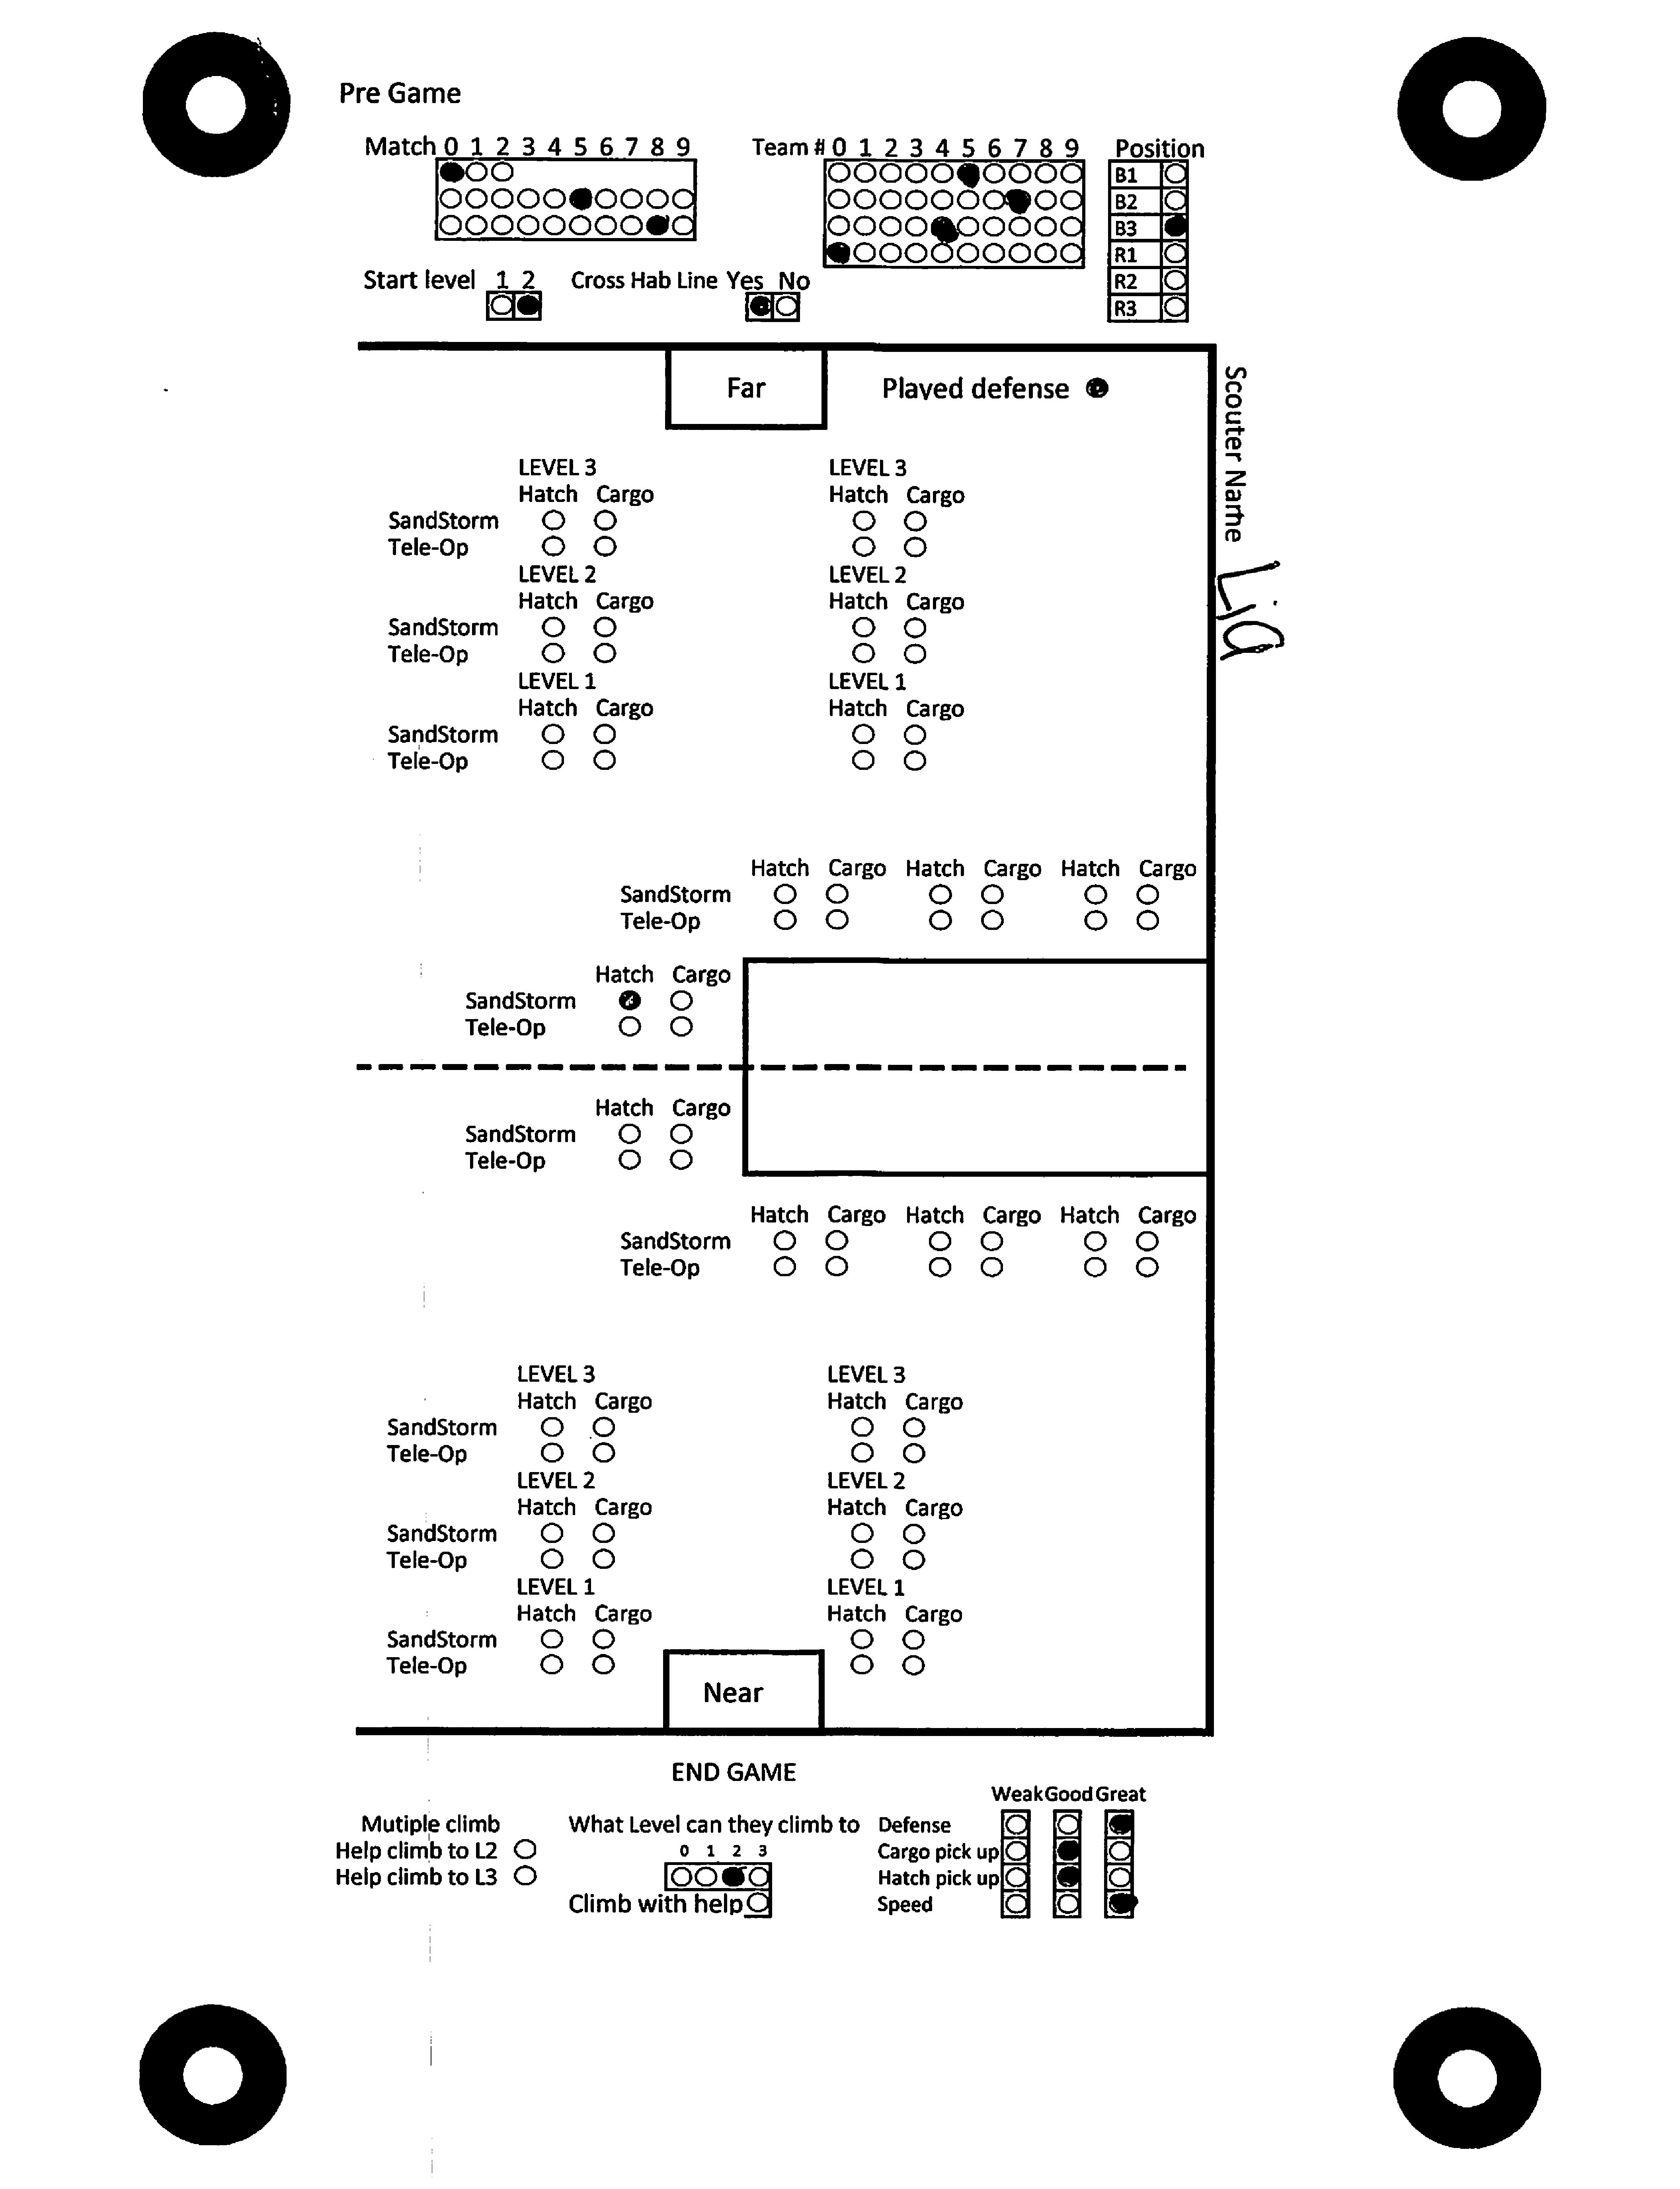 Pre Game
Match 0 1 2 3 4 5 6 7 8 9
Team # 0 1 2 3 4 5 6 7 8 9
Position
B1
B2
B3
R1
R2
R3
Start level 1 2
Cross Hab Line Yes No
Far
Played defense
Scouter Name Lia
LEVEL 3 LEVEL 3
Hatch Cargo Hatch Cargo
SandStorm
Tele-Op
LEVEL 2 LEVEL 2
Hatch Cargo Hatch Cargo
SandStorm
Tele-Op
LEVEL 1 LEVEL 1
Hatch Cargo Hatch Cargo
SandStorm
Tele-Op
Hatch Cargo Hatch Cargo Hatch Cargo
SandStorm
Tele-Op
Hatch Cargo
SandStorm
Tele-Op
Hatch Cargo
SandStorm
Tele-Op
Hatch Cargo Hatch Cargo Hatch Cargo
SandStorm
Tele-Op
LEVEL 3 LEVEL 3
Hatch Cargo Hatch Cargo
SandStorm
Tele-Op
LEVEL 2 LEVEL 2
Hatch Cargo Hatch Cargo
SandStorm
Tele-Op
LEVEL 1 LEVEL 1
Hatch Cargo Hatch Cargo
SandStorm
Tele-Op
Near
END GAME
Mutiple climb
Help climb to L2
Help climb to L3
What Level can they climb to
0 1 2 3
Climb with help
Weak Good Great
Defense
Cargo pick up
Hatch pick up
Speed